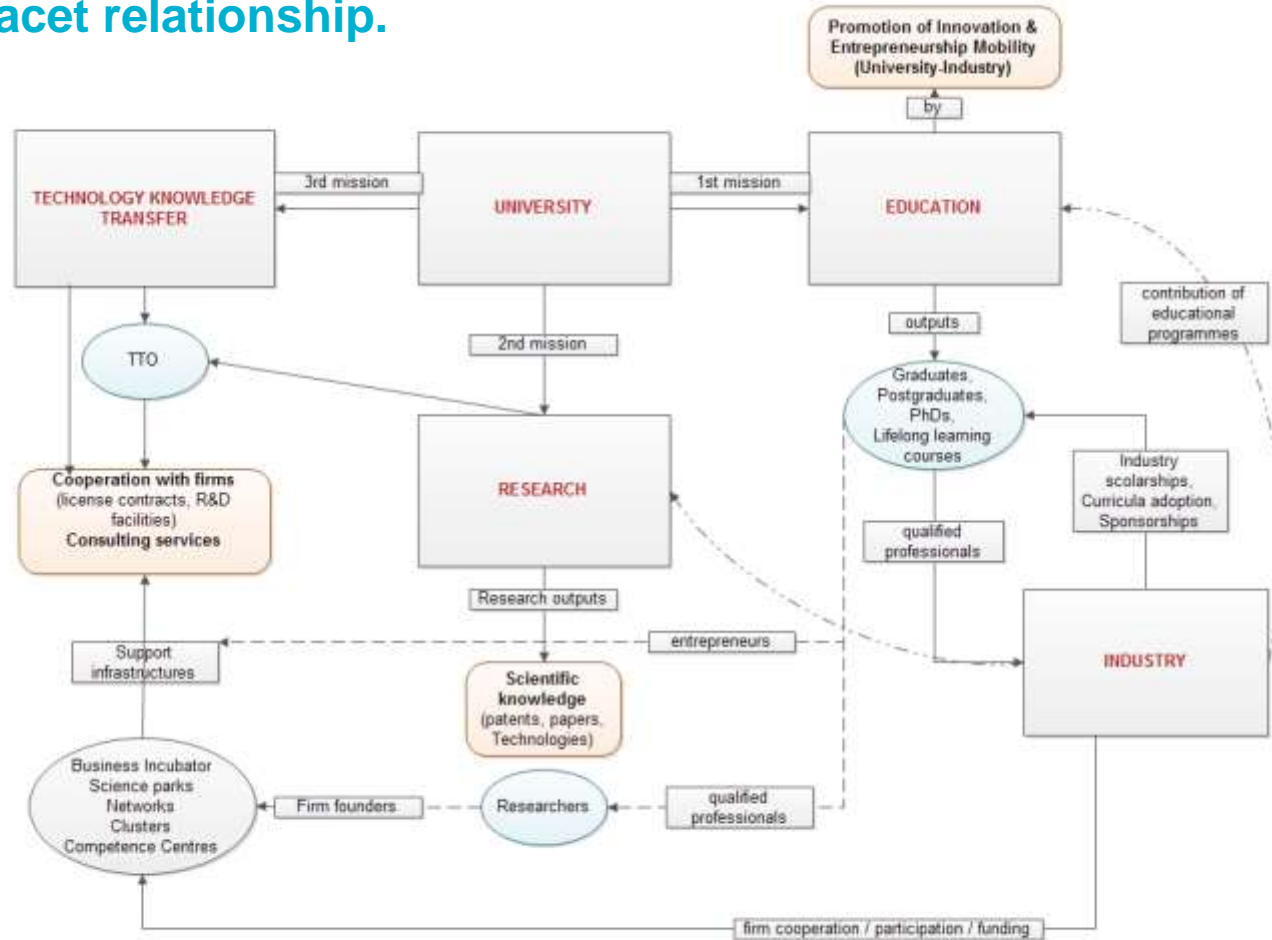 acet relationship.
Promotion of Innovation &
Entrepreneurship Mobility
(University-Industry)
by
TECHNOLOGY KNOWLEDGE
TRANSFER
3rd mission
UNIVERSITY
1st mission
EDUCATION
contribution of
educational
programmes
outputs
2nd mission
TTO
Graduates,
Postgraduates,
PhDs,
Lifelong learning
courses
Cooperation with firms
(license contracts, R&D
facilities)
Consulting services
RESEARCH
Industry
scolarships,
Curricula adoption,
Sponsorships
qualified
professionals
Research outputs
entrepreneurs
Support
infrastructures
INDUSTRY
Scientific
knowledge
(patents, papers,
Technologies)
Business Incubator
Science parks
Networks
Clusters
Competence Centres
Firm founders
Researchers
qualified
professionals
firm cooperation / participation / funding